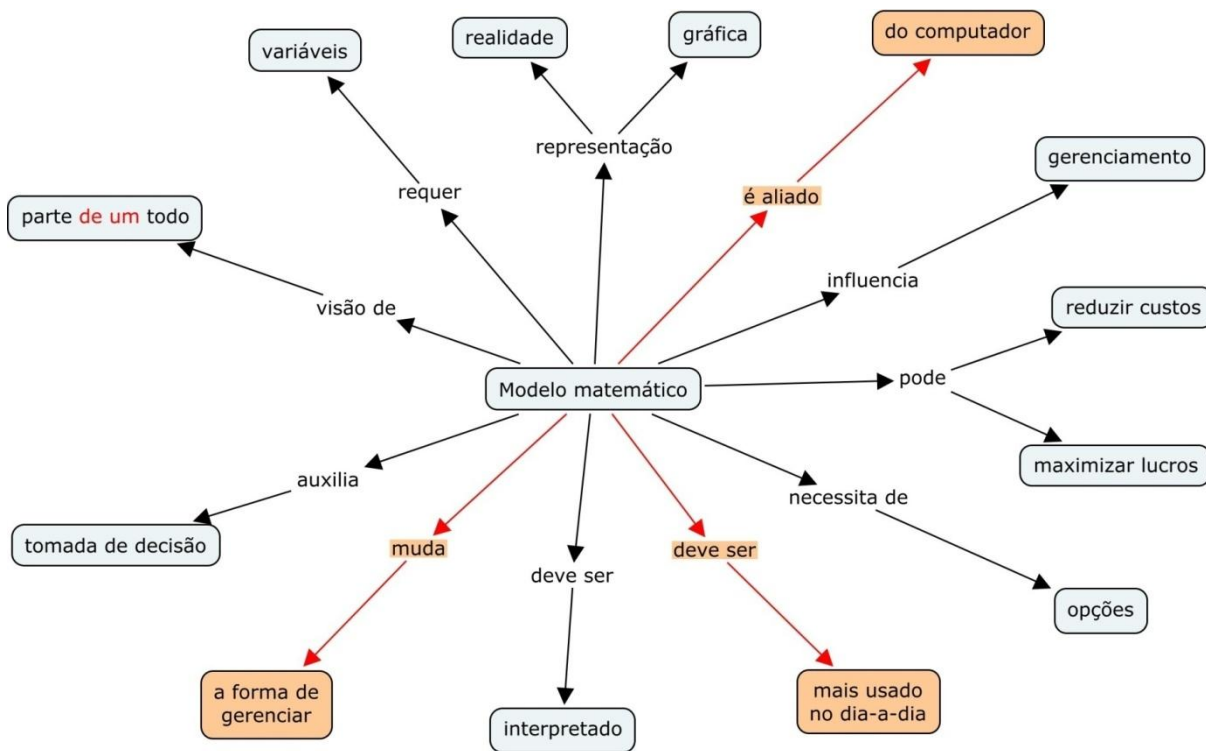 do computador
gráfica
realidade
variáveis
representação
gerenciamento
requer
é aliado
parte de um todo
influencia
visão de
reduzir custos
pode
Modelo matemático
maximizar lucros
auxilia
necessita de
tomada de decisão
muda
deve ser
deve ser
opções
a forma de
gerenciar
mais usado
no dia-a-dia
interpretado